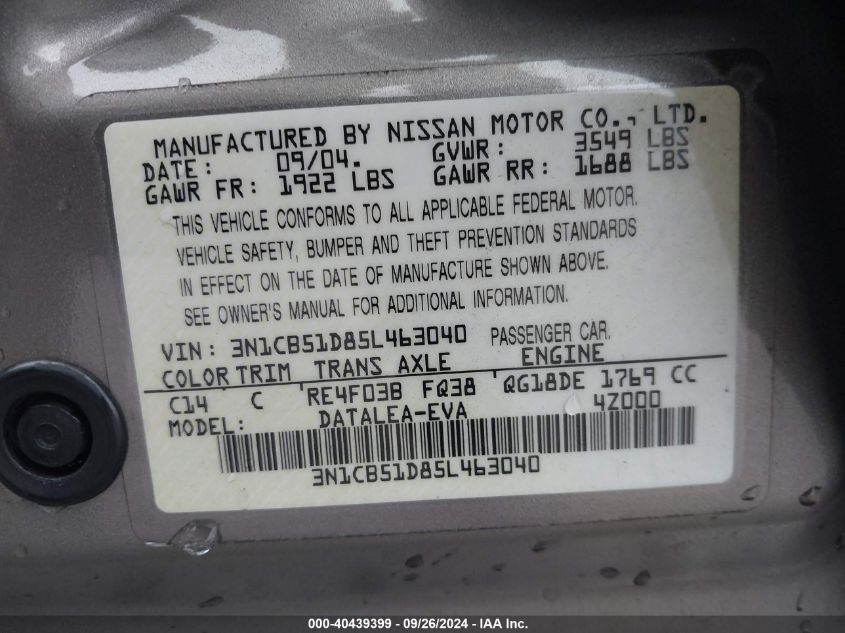 MANUFACTURED BY NISSAN MOTOR CO., LTD.
DATE: 09/04. GVWR: 3549 LBS
GAWR FR: 1922 LBS GAWR RR: 1688 LBS
THIS VEHICLE CONFORMS TO ALL APPLICABLE FEDERAL MOTOR.
VEHICLE SAFETY, BUMPER AND THEFT PREVENTION STANDARDS
IN EFFECT ON THE DATE OF MANUFACTURE SHOWN ABOVE.
SEE OWNER'S MANUAL FOR ADDITIONAL INFORMATION.
VIN: 3N1CB51D85L463040 PASSENGER CAR.
COLOR TRIM TRANS AXLE ENGINE
C14 C RE4F03B FQ38 QG18DE 1769 CC
MODEL: DATALEA-EVA 4Z000
3N1CB51D85L463040
000-40439399 - 09/26/2024 - IAA Inc.